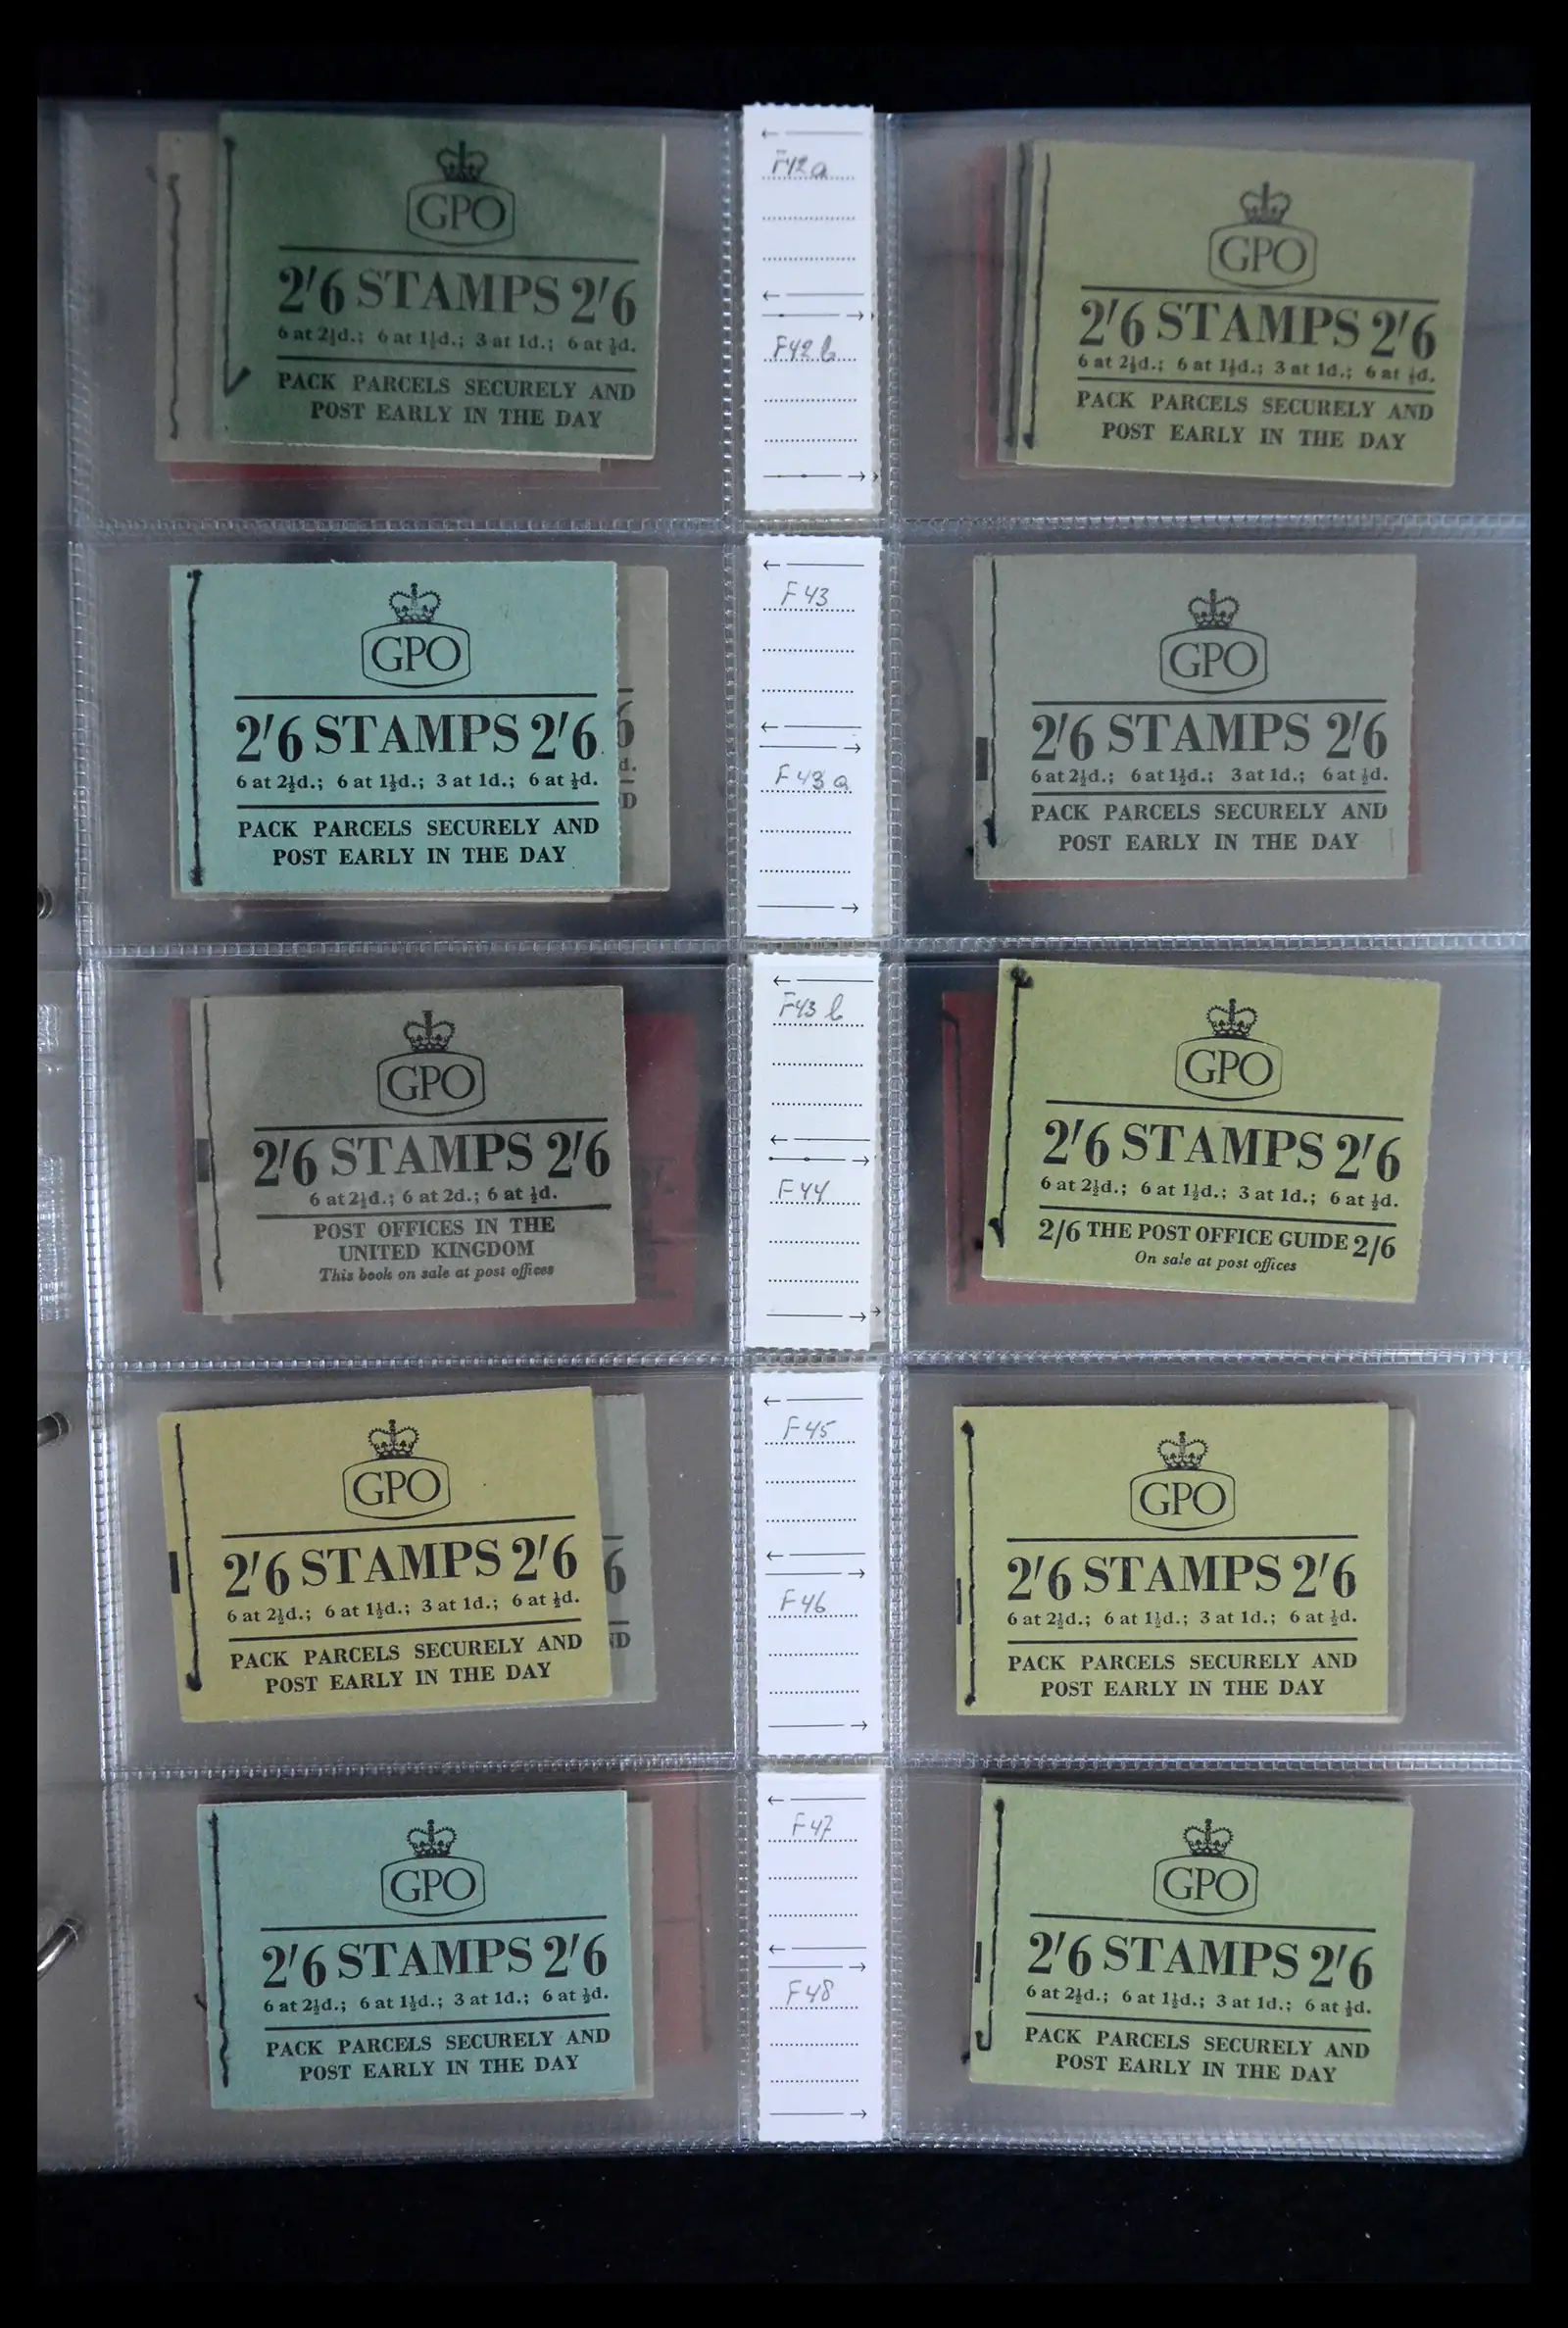 GPO
2'6 STAMPS 2'6
6 at 2½d.; 6 at 1½d.; 3 at 1d.; 6 at ½d.
PACK PARCELS SECURELY AND
POST EARLY IN THE DAY
F42a
F42b
GPO
2'6 STAMPS 2'6
6 at 2½d.; 6 at 1½d.; 3 at 1d.; 6 at ½d.
PACK PARCELS SECURELY AND
POST EARLY IN THE DAY
GPO
2'6 STAMPS 2'6
6 at 2½d.; 6 at 1½d.; 3 at 1d.; 6 at ½d.
PACK PARCELS SECURELY AND
POST EARLY IN THE DAY
6
d.
D
F43
F43a
GPO
2'6 STAMPS 2'6
6 at 2½d.; 6 at 1½d.; 3 at 1d.; 6 at ½d.
PACK PARCELS SECURELY AND
POST EARLY IN THE DAY
GPO
2'6 STAMPS 2'6
6 at 2½d.; 6 at 2d.; 6 at ½d.
POST OFFICES IN THE
UNITED KINGDOM
This book on sale at post offices
F43b
F44
GPO
2'6 STAMPS 2'6
6 at 2½d.; 6 at 1½d.; 3 at 1d.; 6 at ½d.
2/6 THE POST OFFICE GUIDE 2/6
On sale at post offices
GPO
2'6 STAMPS 2'6
6 at 2½d.; 6 at 1½d.; 3 at 1d.; 6 at ½d.
PACK PARCELS SECURELY AND
POST EARLY IN THE DAY
6
ND
F45
F46
GPO
2'6 STAMPS 2'6
6 at 2½d.; 6 at 1½d.; 3 at 1d.; 6 at ½d.
PACK PARCELS SECURELY AND
POST EARLY IN THE DAY
GPO
2'6 STAMPS 2'6
6 at 2½d.; 6 at 1½d.; 3 at 1d.; 6 at ½d.
PACK PARCELS SECURELY AND
POST EARLY IN THE DAY
F47
F48
GPO
2'6 STAMPS 2'6
6 at 2½d.; 6 at 1½d.; 3 at 1d.; 6 at ½d.
PACK PARCELS SECURELY AND
POST EARLY IN THE DAY